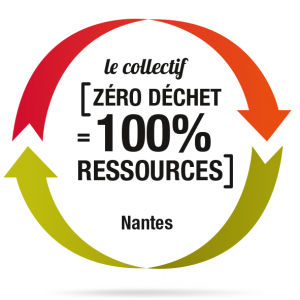 le collectif
[ZÉRO DÉCHET
= 100%
RESSOURCES]
Nantes